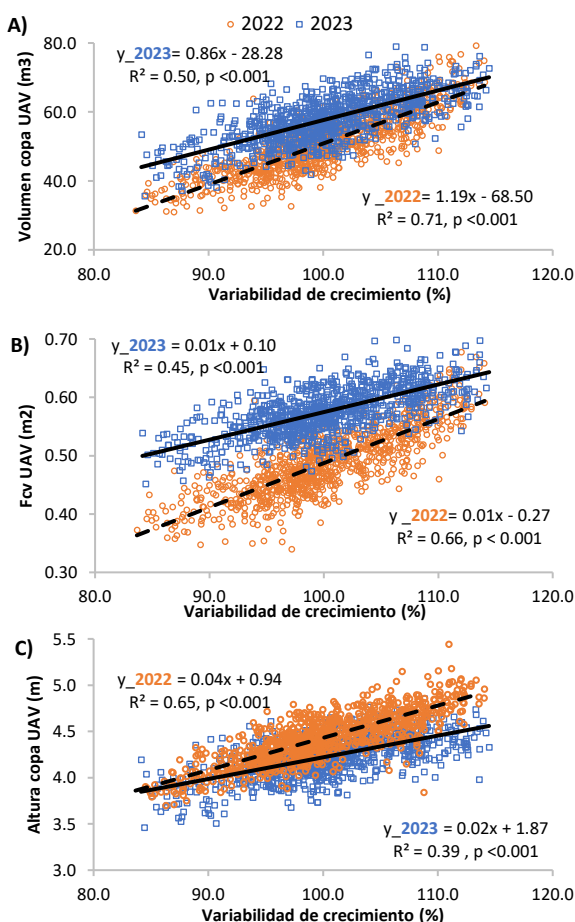 2022 2023
A)
Volumen copa UAV (m3)
80.0
60.0
40.0
20.0
y_2023= 0.86x - 28.28
R² = 0.50, p <0.001
y_2022= 1.19x - 68.50
R² = 0.71, p <0.001
80.0 90.0 100.0 110.0 120.0
Variabilidad de crecimiento (%)
B)
Fcv UAV (m2)
0.70
0.60
0.50
0.40
0.30
y_2023 = 0.01x + 0.10
R² = 0.45, p <0.001
y_2022= 0.01x - 0.27
R² = 0.66, p < 0.001
80.0 90.0 100.0 110.0 120.0
Variabilidad de crecimiento (%)
C)
Altura copa UAV (m)
5.5
5.0
4.5
4.0
3.5
3.0
y_2022 = 0.04x + 0.94
R² = 0.65, p <0.001
y_2023 = 0.02x + 1.87
R² = 0.39 , p <0.001
80.0 90.0 100.0 110.0 120.0
Variabilidad de crecimiento (%)